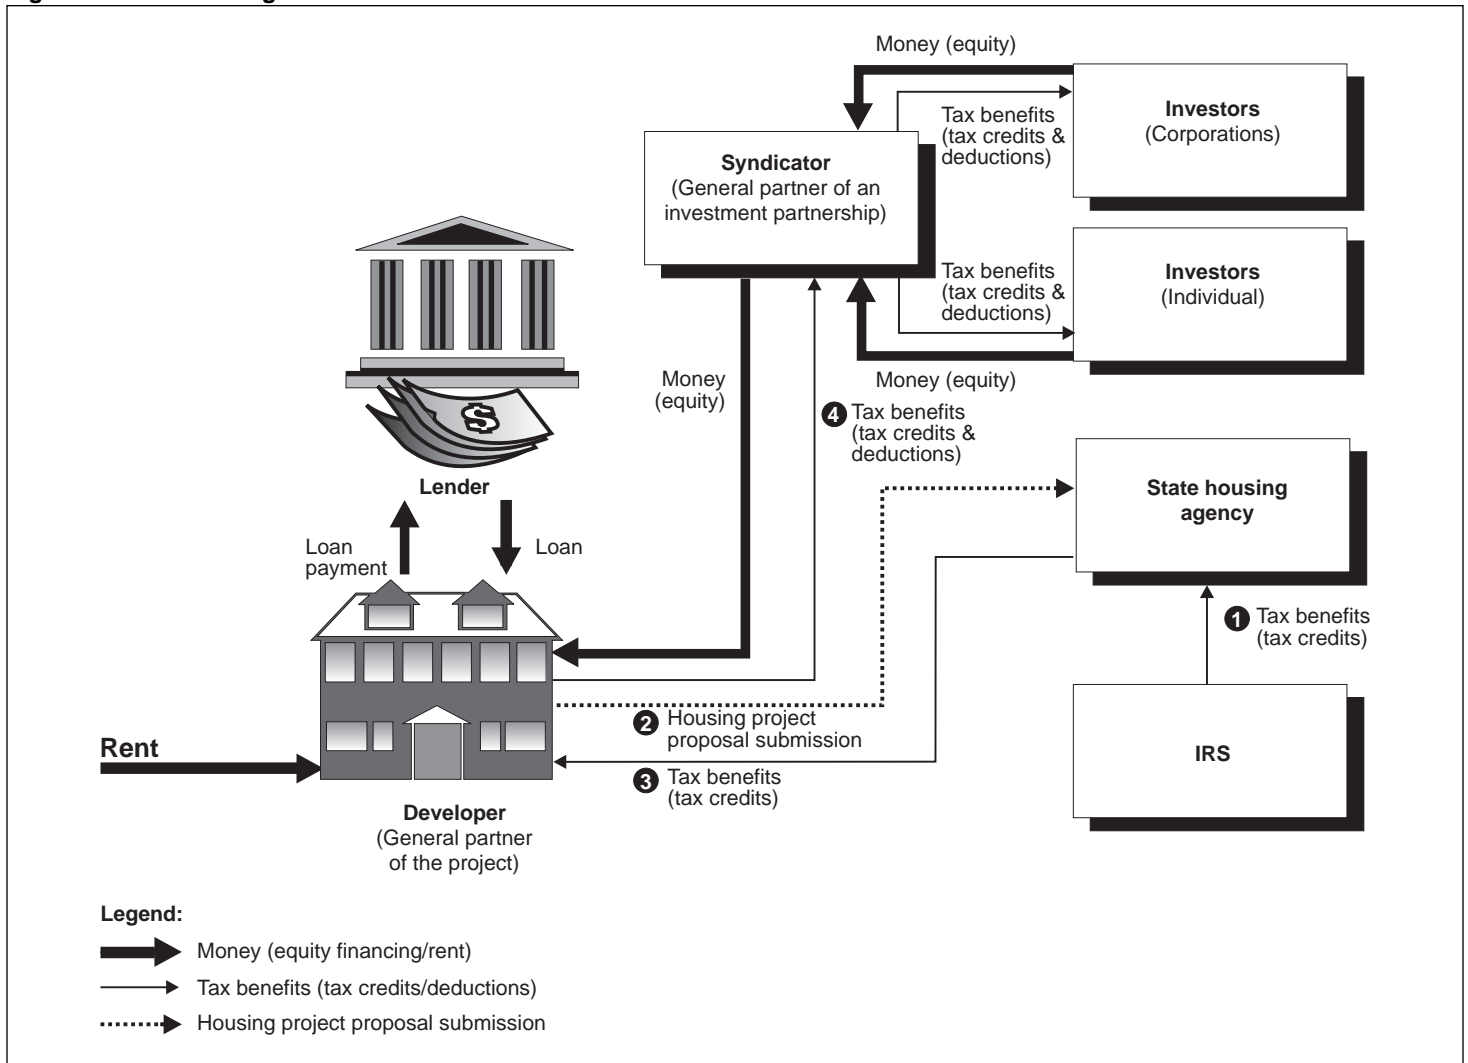 Money (equity)
Investors
(Corporations)
Tax benefits
(tax credits &
deductions)
Syndicator
(General partner of an
investment partnership)
Tax benefits
(tax credits &
deductions)
Investors
(Individual)
Money (equity)
Money
(equity)
4 Tax benefits
(tax credits &
deductions)
$
Lender
Loan
payment
Loan
State housing
agency
1 Tax benefits
(tax credits)
2 Housing project
proposal submission
3 Tax benefits
(tax credits)
IRS
Rent
Developer
(General partner
of the project)
Legend:
Money (equity financing/rent)
Tax benefits (tax credits/deductions)
Housing project proposal submission